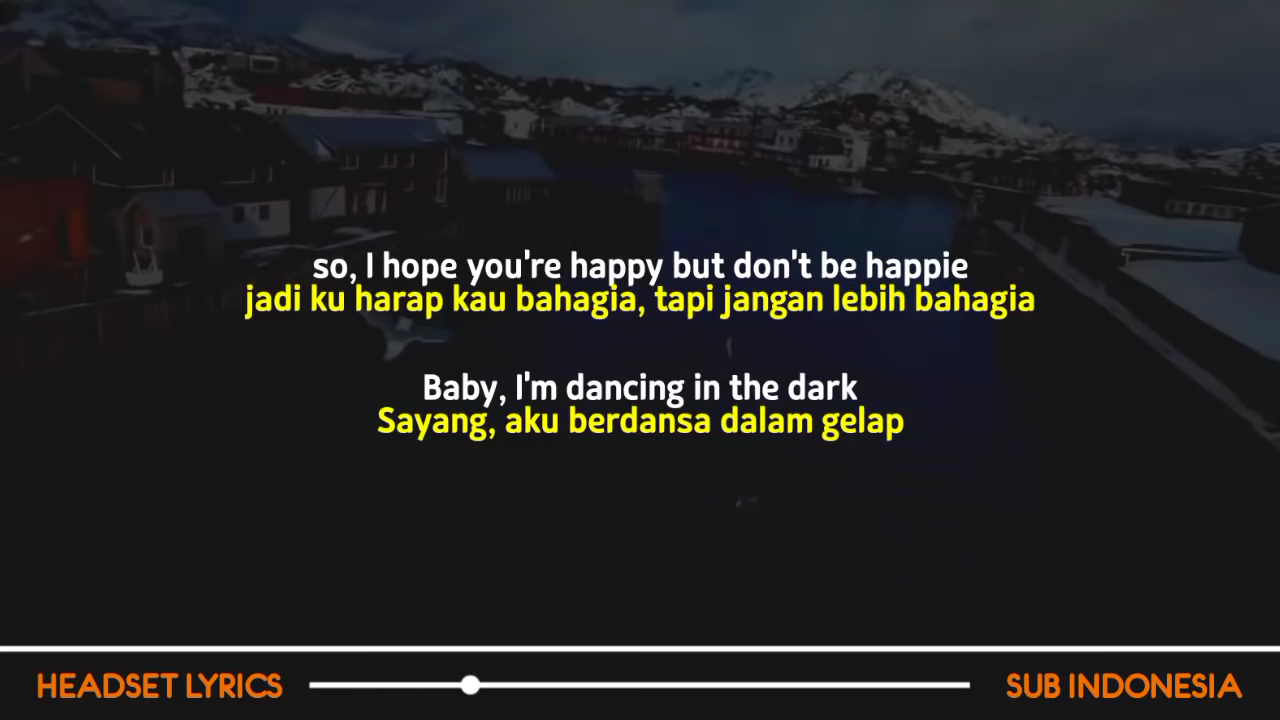 so, I hope you're happy but don't be happie
jadi ku harap kau bahagia, tapi jangan lebih bahagia
Baby, I'm dancing in the dark
Sayang, aku berdansa dalam gelap
HEADSET LYRICS
SUB INDONESIA